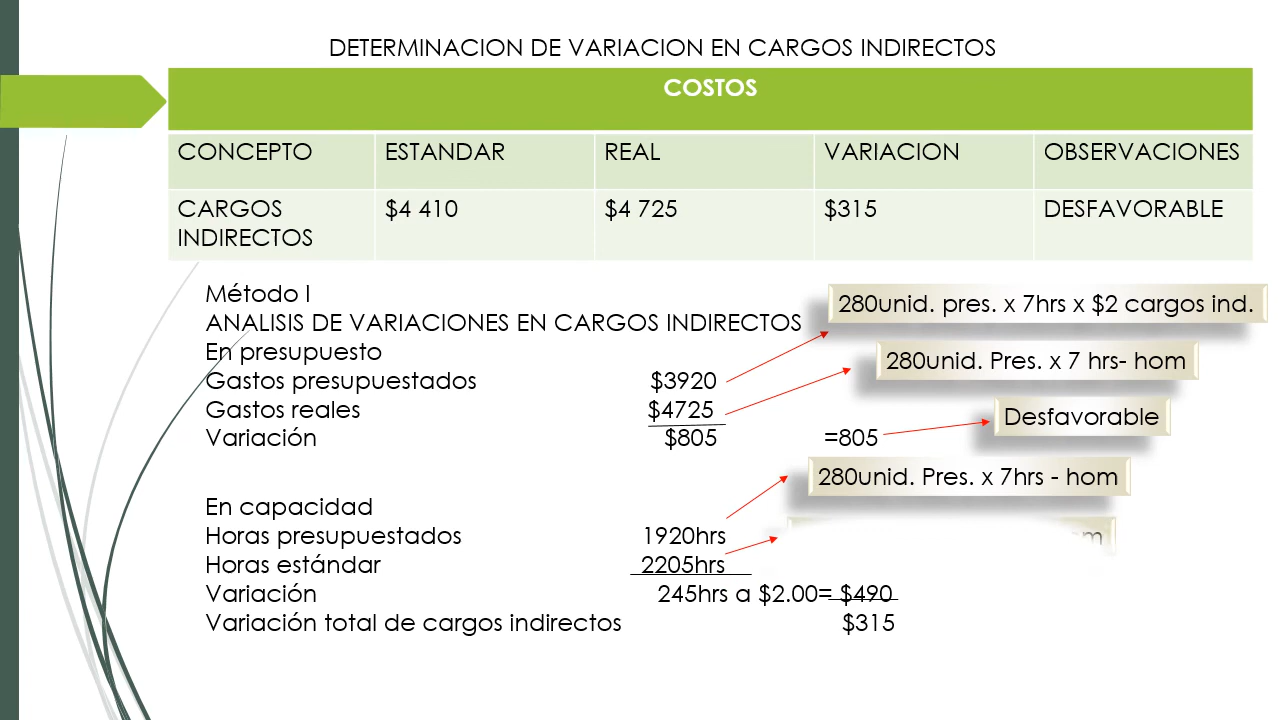 DETERMINACION DE VARIACION EN CARGOS INDIRECTOS
COSTOS
CONCEPTO ESTANDAR REAL VARIACION OBSERVACIONES
CARGOS INDIRECTOS $4 410 $4 725 $315 DESFAVORABLE
Método I
280unid. pres. x 7hrs x $2 cargos ind.
ANALISIS DE VARIACIONES EN CARGOS INDIRECTOS
En presupuesto
280unid. Pres. x 7 hrs- hom
Gastos presupuestados $3920
Gastos reales $4725
Desfavorable
Variación $805 =805
280unid. Pres. x 7hrs - hom
En capacidad
Horas presupuestados 1920hrs
Horas estándar 2205hrs
Variación 245hrs a $2.00= $490
Variación total de cargos indirectos $315